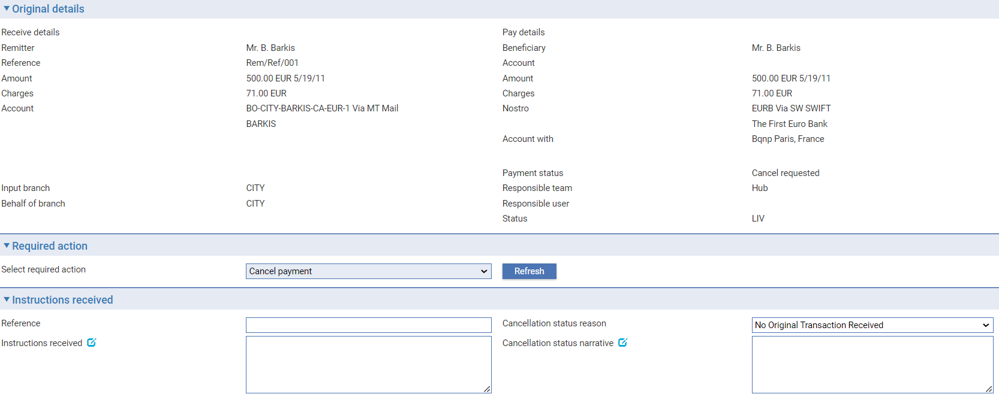 Original details
Receive details Pay details
Remitter Mr. B. Barkis Beneficiary Mr. B. Barkis
Reference Rem/Ref/001 Account
Amount 500.00 EUR 5/19/11 Amount 500.00 EUR 5/19/11
Charges 71.00 EUR Charges 71.00 EUR
Account BO-CITY-BARKIS-CA-EUR-1 Via MT Mail Nostro EURB Via SW SWIFT
BARKIS The First Euro Bank
Account with Bqnp Paris, France
Payment status Cancel requested
Input branch CITY Responsible team Hub
Behalf of branch CITY Responsible user
Status LIV
Required action
Select required action Cancel payment Refresh
Instructions received
Reference Cancellation status reason No Original Transaction Received
Instructions received Cancellation status narrative